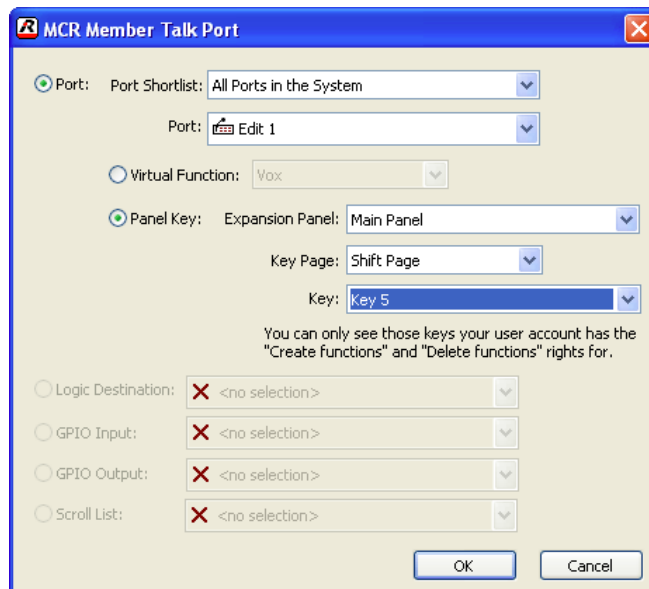 MCR Member Talk Port
Port: Port Shortlist: All Ports in the System
Port: Edit 1
Virtual Function: Vox
Panel Key: Expansion Panel: Main Panel
Key Page: Shift Page
Key: Key 5
You can only see those keys your user account has the
"Create functions" and "Delete functions" rights for.
Logic Destination: <no selection>
GPIO Input: <no selection>
GPIO Output: <no selection>
Scroll List: <no selection>
OK Cancel